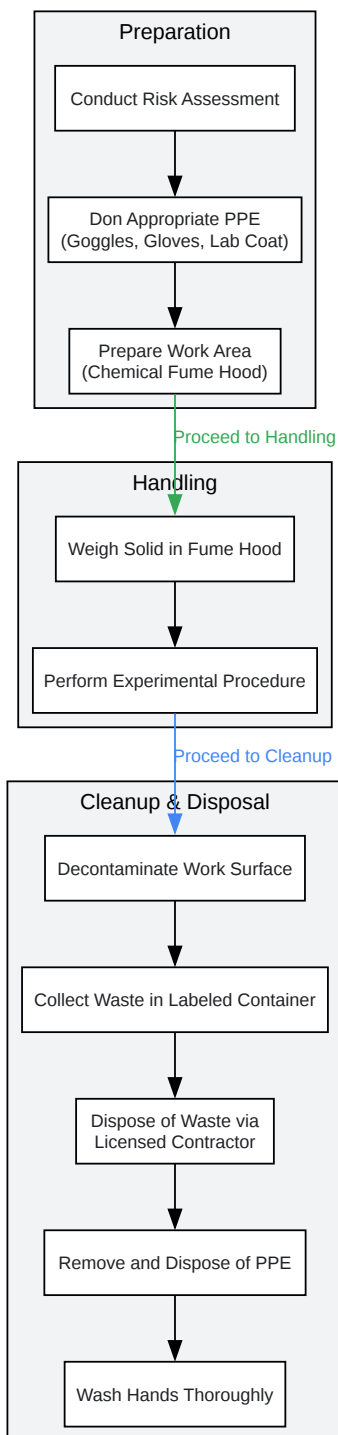 Preparation
Conduct Risk Assessment
Don Appropriate PPE
(Goggles, Gloves, Lab Coat)
Prepare Work Area
(Chemical Fume Hood)
Proceed to Handling
Handling
Weigh Solid in Fume Hood
Perform Experimental Procedure
Proceed to Cleanup
Cleanup & Disposal
Decontaminate Work Surface
Collect Waste in Labeled Container
Dispose of Waste via
Licensed Contractor
Remove and Dispose of PPE
Wash Hands Thoroughly